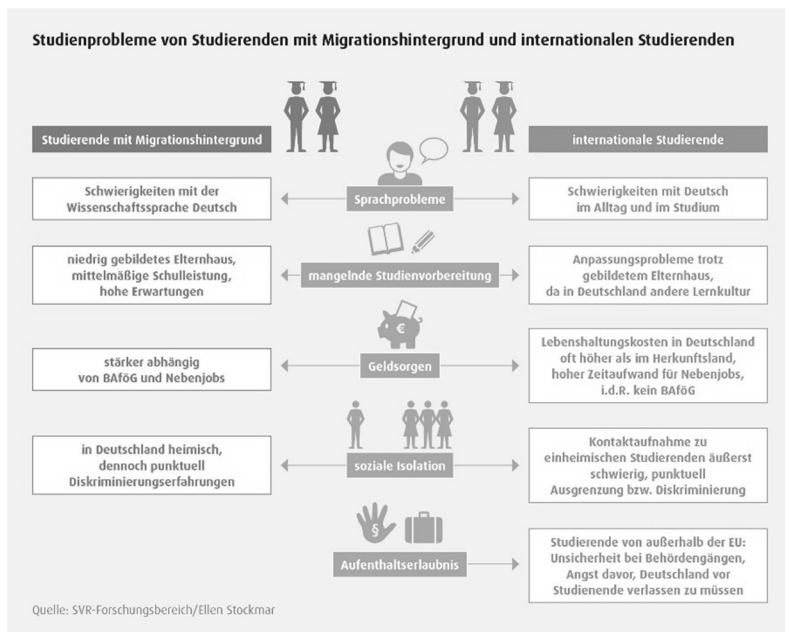 Studienprobleme von Studierenden mit Migrationshintergrund und internationalen Studierenden
Studierende mit Migrationshintergrund
internationale Studierende
Schwierigkeiten mit der
Wissenschaftssprache Deutsch
Sprachprobleme
Schwierigkeiten mit Deutsch
im Alltag und im Studium
niedrig gebildetes Elternhaus,
mittelmäßige Schulleistung,
hohe Erwartungen
mangelnde Studienvorbereitung
Anpassungsprobleme trotz
gebildetem Elternhaus,
da in Deutschland andere Lernkultur
€
stärker abhängig
von BAföG und Nebenjobs
Geldsorgen
Lebenshaltungskosten in Deutschland
oft höher als im Herkunftsland,
hoher Zeitaufwand für Nebenjobs,
i.d.R. kein BAföG
in Deutschland heimisch,
dennoch punktuell
Diskriminierungserfahrungen
soziale Isolation
Kontaktaufnahme zu
einheimischen Studierenden äußerst
schwierig, punktuell
Ausgrenzung bzw. Diskriminierung
§
Aufenthaltserlaubnis
Studierende von außerhalb der EU:
Unsicherheit bei Behördengängen,
Angst davor, Deutschland vor
Studienende verlassen zu müssen
Quelle: SVR-Forschungsbereich/Ellen Stockmar